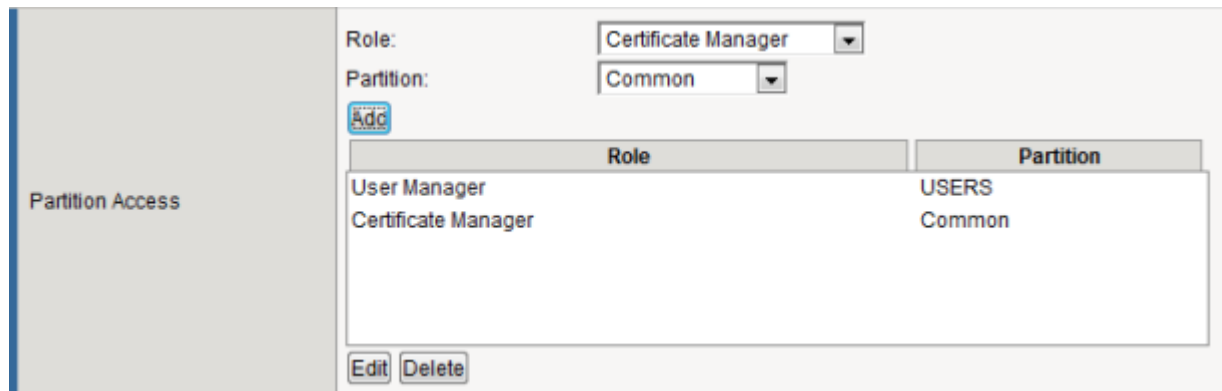 Role: Certificate Manager
Partition: Common
Add
Role Partition
Partition Access
User Manager USERS
Certificate Manager Common
Edit Delete